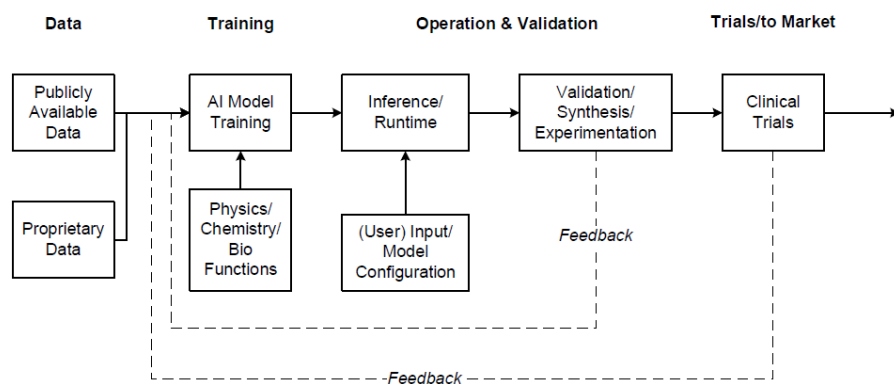 Data
Training
Operation & Validation
Trials/to Market
Publicly
Available
Data
AI Model
Training
Inference/
Runtime
Validation/
Synthesis/
Experimentation
Clinical
Trials
Proprietary
Data
Physics/
Chemistry/
Bio
Functions
(User) Input/
Model
Configuration
Feedback
Feedback